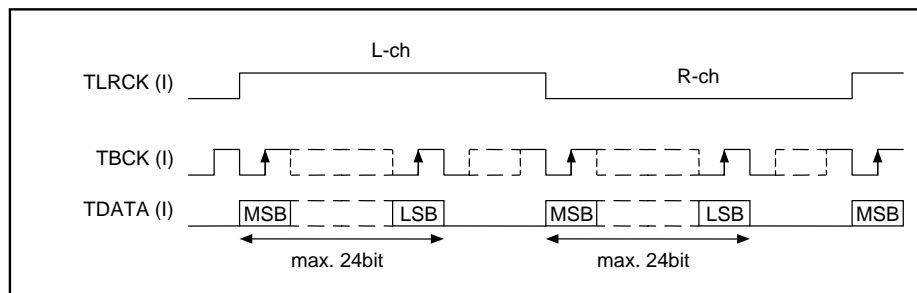 L-ch
TLRCK (I)
R-ch
TBCK (I)
TDATA (I)
MSB LSB MSB LSB MSB
max. 24bit max. 24bit